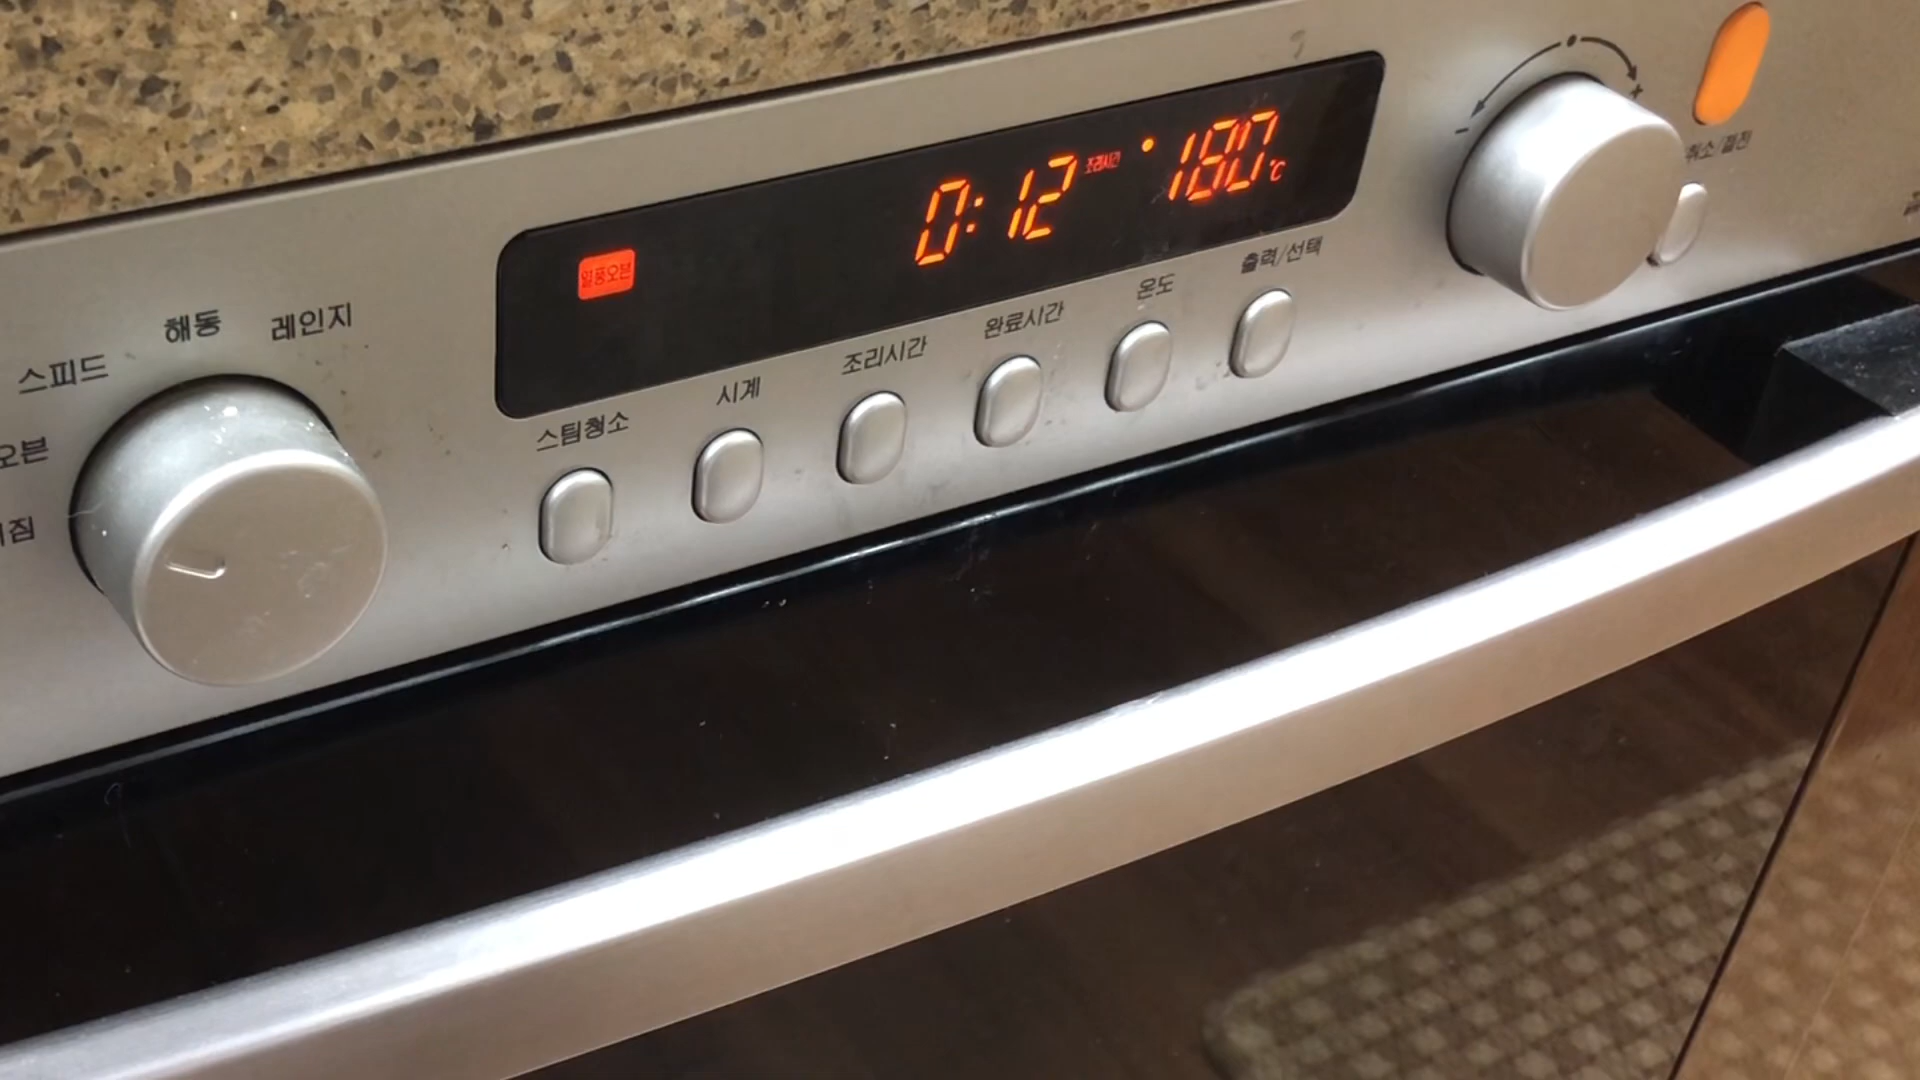 0:12 조리시간 180℃
열풍오븐
취소/절전
해동 레인지
스피드
오븐
출력/선택
온도
완료시간
조리시간
시계
스팀청소